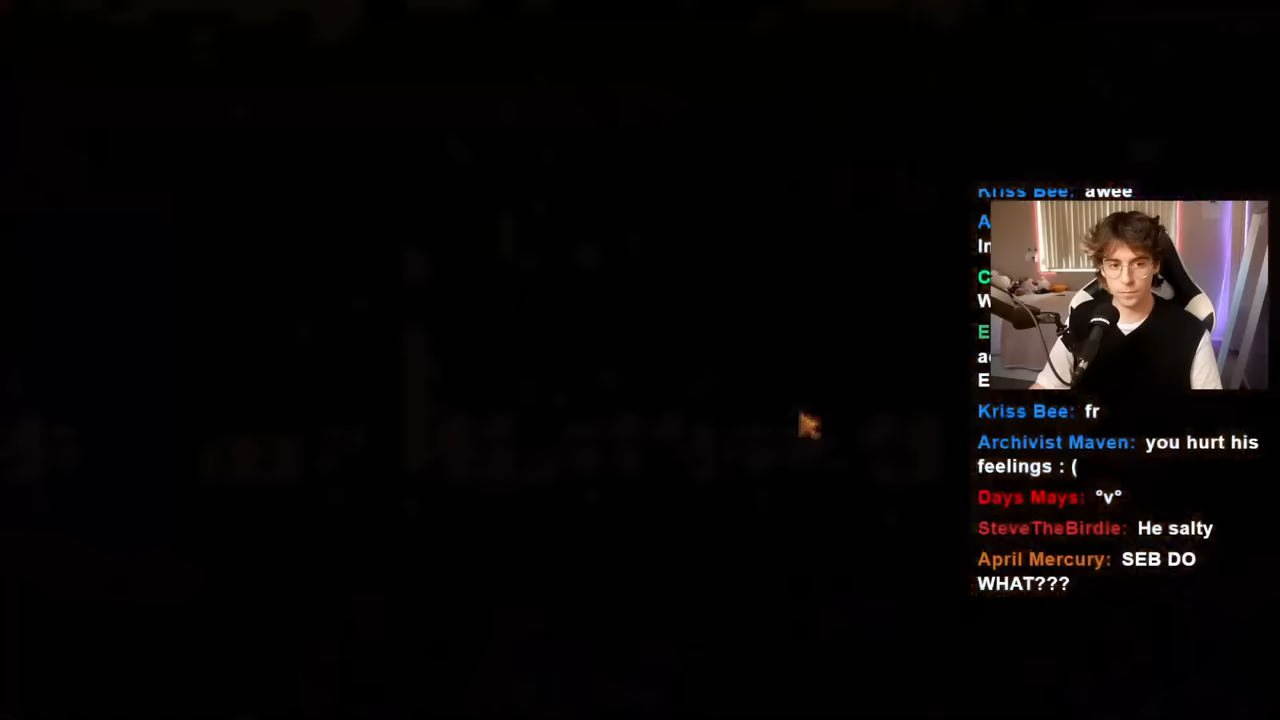 Kriss Bee: awee
Kriss Bee: fr
Archivist Maven: you hurt his
feelings : (
Days Mays: °v°
SteveTheBirdie: He salty
April Mercury: SEB DO
WHAT???